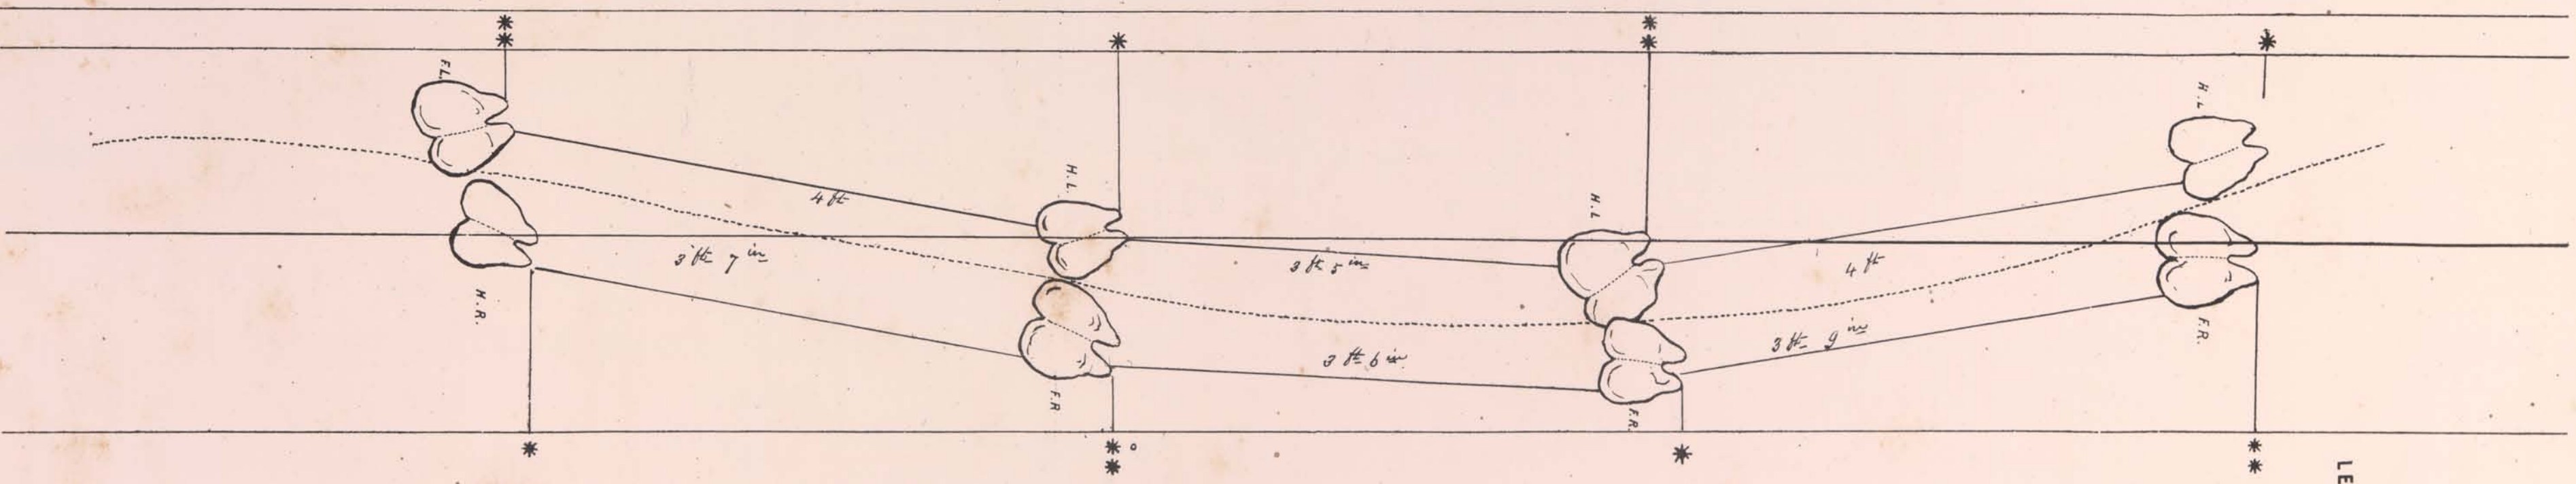 F.L.
H.R.
4 ft
3 ft 7 in
H.L.
F.R
3 ft 5 in
3 ft 6 in
H.L
F.R.
4 ft
3 ft 9 in
H.L
F.R.
LE